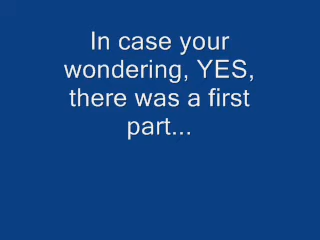 In case your
wondering, YES,
there was a first
part...